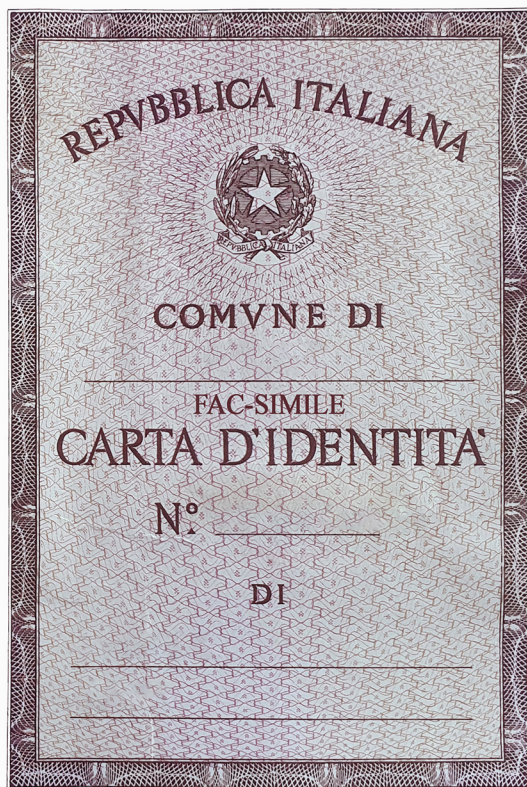 REPVBBLICA ITALIANA
REPVBBLICA ITALIANA
COMVNE DI
FAC-SIMILE
CARTA D'IDENTITA'
N.º
DI